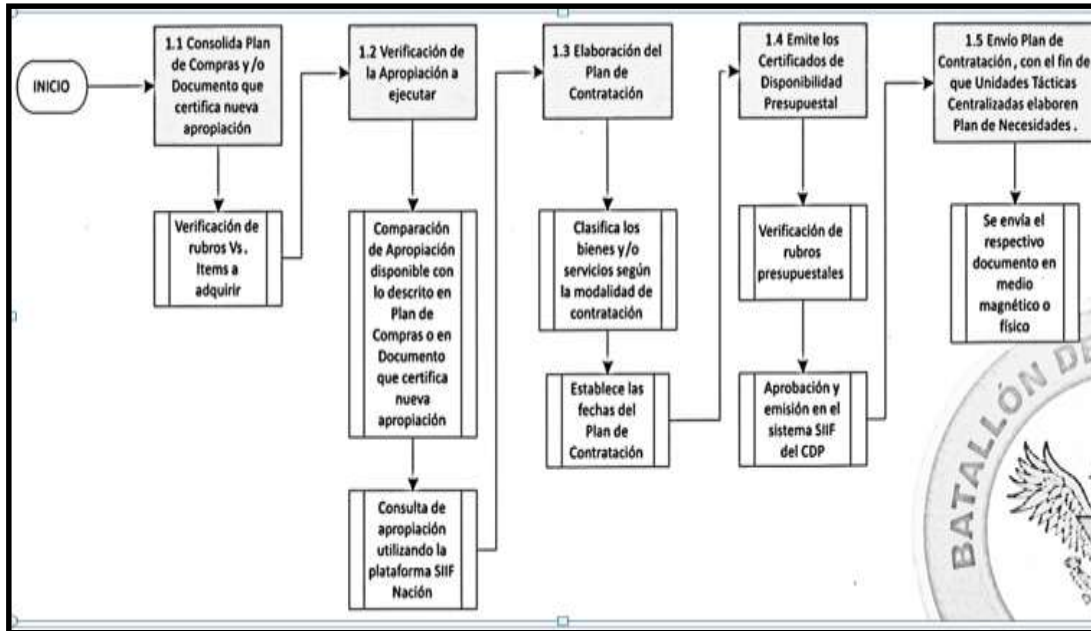 INICIO
1.1 Consolida Plan
de Compras y/o
Documento que
certifica nueva
apropiación
Verificación de
rubros Vs.
Items a
adquirir
1.2 Verificación de
la Apropiación a
ejecutar
Comparación
de Apropiación
disponible con
lo descrito en
Plan de
Compras o en
Documento
que certifica
nueva
apropiación
Consulta de
apropiación
utilizando la
plataforma SIIF
Nación
1.3 Elaboración del
Plan de
Contratación
Clasifica los
bienes y/o
servicios según
la modalidad de
contratación
Establece las
fechas del
Plan de
Contratación
1.4 Emite los
Certificados de
Disponibilidad
Presupuestal
Verificación de
rubros
presupuestales
Aprobación y
emisión en el
sistema SIIF
del CDP
1.5 Envío Plan de
Contratación, con el fin de
que Unidades Tácticas
Centralizadas elaboren
Plan de Necesidades.
Se envía el
respectivo
documento en
medio
magnético o
físico
BATALLÓN DE